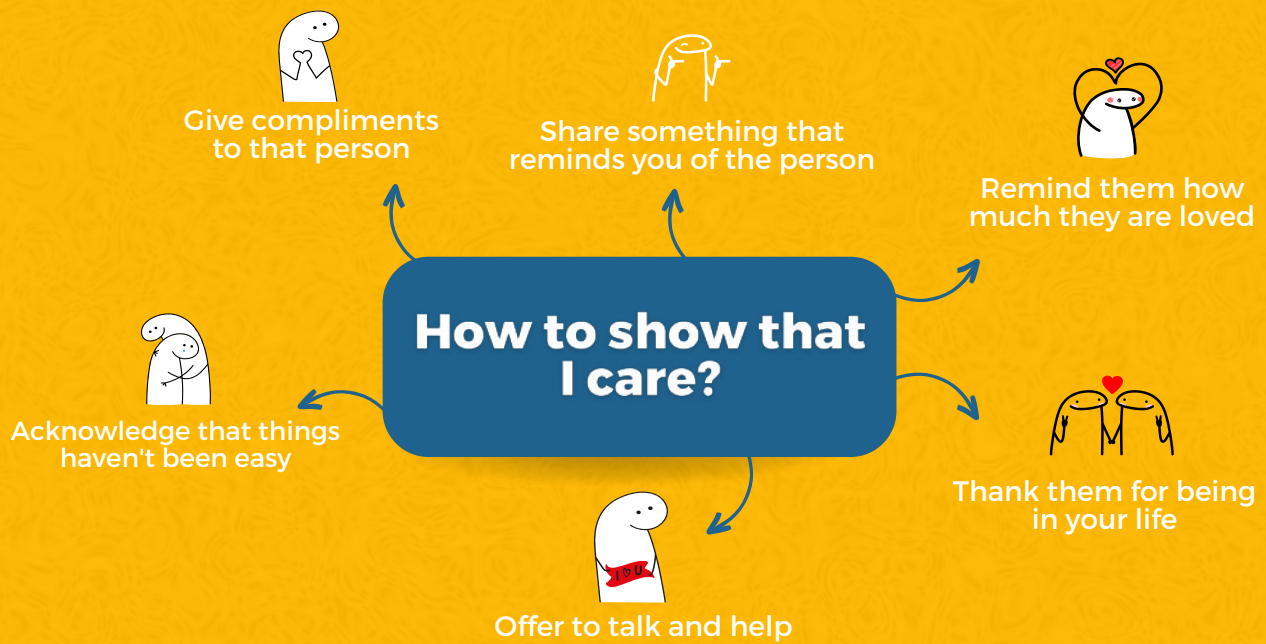 Give compliments
to that person
Share something that
reminds you of the person
Remind them how
much they are loved
How to show that
I care?
Acknowledge that things
haven't been easy
Thank them for being
in your life
I ♡ U
Offer to talk and help